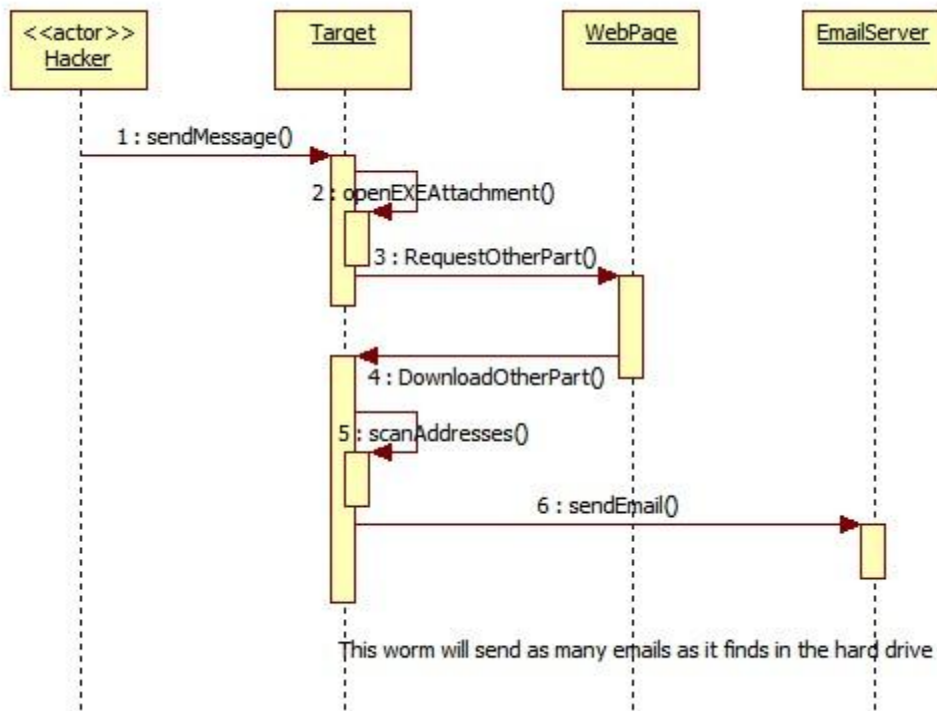 <<actor>>
Hacker
Target
WebPage
EmailServer
1 : sendMessage()
2 : openEXEAttachment()
3 : RequestOtherPart()
4 : DownloadOtherPart()
5 : scanAddresses()
6 : sendEmail()
This worm will send as many emails as it finds in the hard drive